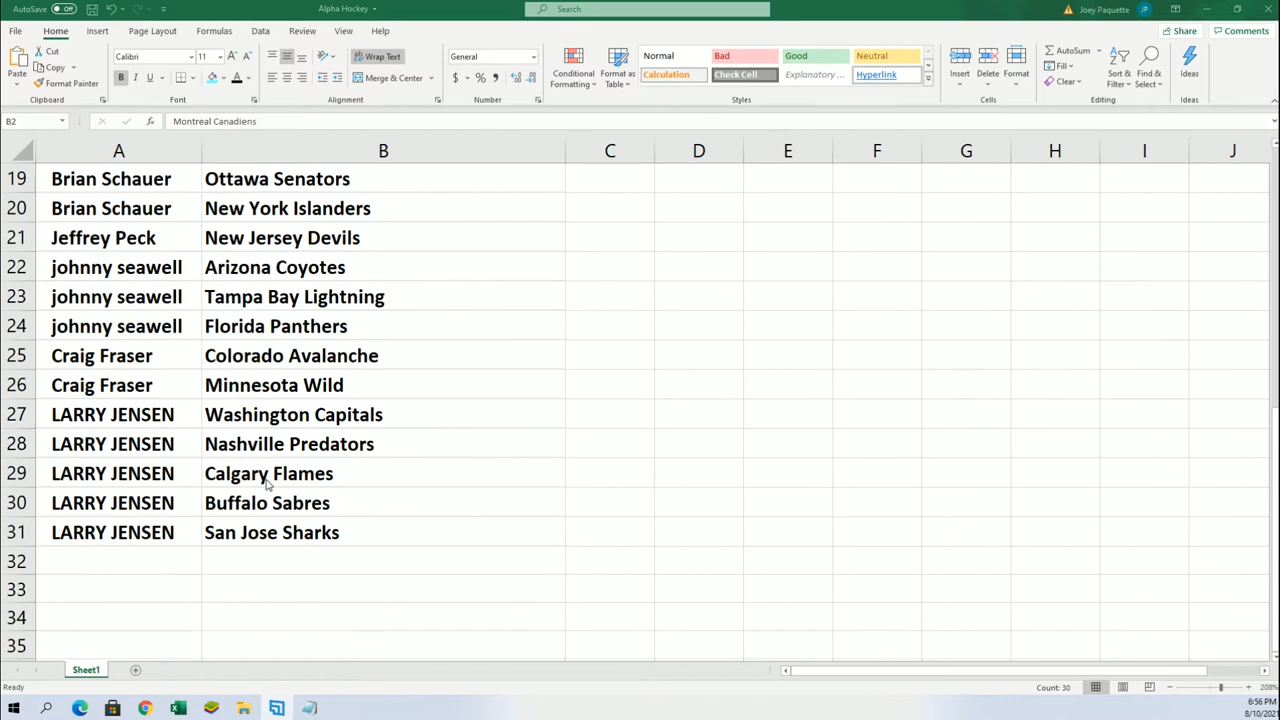 AutoSave Off Alpha Hockey Search Joey Paquette JP
File Home Insert Page Layout Formulas Data Review View Help Share Comments
Paste Cut Copy Format Painter Clipboard
Calibri 11 B I U Font
Wrap Text Merge & Center Alignment
General $ % Number
Conditional Formatting Format as Table
Normal Bad Good Neutral
Calculation Check Cell Explanatory ... Hyperlink
Styles
Insert Delete Format Cells
AutoSum Fill Clear Sort & Filter Find & Select Editing
Ideas Ideas
B2 fx Montreal Canadiens
A B C D E F G H I J
19 Brian Schauer Ottawa Senators
20 Brian Schauer New York Islanders
21 Jeffrey Peck New Jersey Devils
22 johnny seawell Arizona Coyotes
23 johnny seawell Tampa Bay Lightning
24 johnny seawell Florida Panthers
25 Craig Fraser Colorado Avalanche
26 Craig Fraser Minnesota Wild
27 LARRY JENSEN Washington Capitals
28 LARRY JENSEN Nashville Predators
29 LARRY JENSEN Calgary Flames
30 LARRY JENSEN Buffalo Sabres
31 LARRY JENSEN San Jose Sharks
32
33
34
35
Sheet1
Ready Count: 30 208%
6:56 PM
8/10/2021